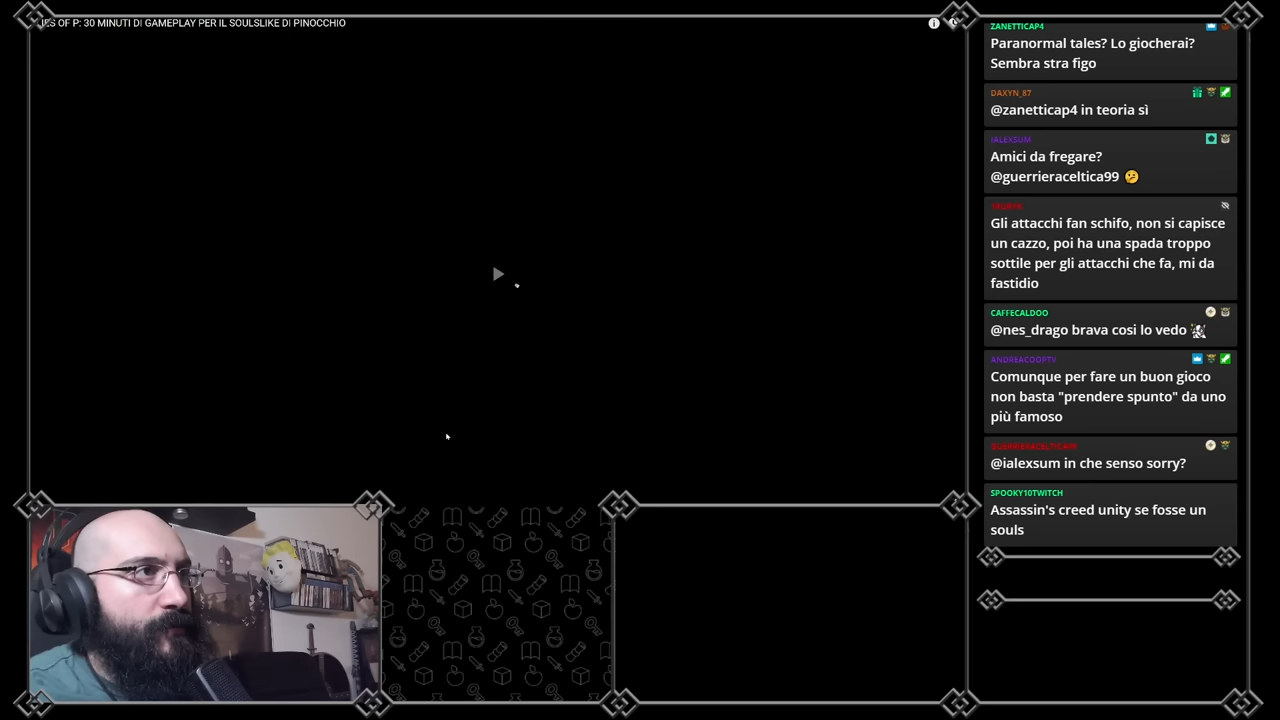 IES OF P: 30 MINUTI DI GAMEPLAY PER IL SOULSLIKE DI PINOCCHIO
ZANETTICAP4
Paranormal tales? Lo giocherai?
Sembra stra figo
DAXYN_87
@zanetticap4 in teoria sì
IALEXSUM
Amici da fregare?
@guerrieraceltica99
Gli attacchi fan schifo, non si capisce
un cazzo, poi ha una spada troppo
sottile per gli attacchi che fa, mi da
fastidio
CAFFECALDOO
@nes_drago brava cosi lo vedo
ANDREACOOPTV
Comunque per fare un buon gioco
non basta "prendere spunto" da uno
più famoso
GUERRIERACELTICA99
@ialexsum in che senso sorry?
SPOOKY10TWITCH
Assassin's creed unity se fosse un
souls